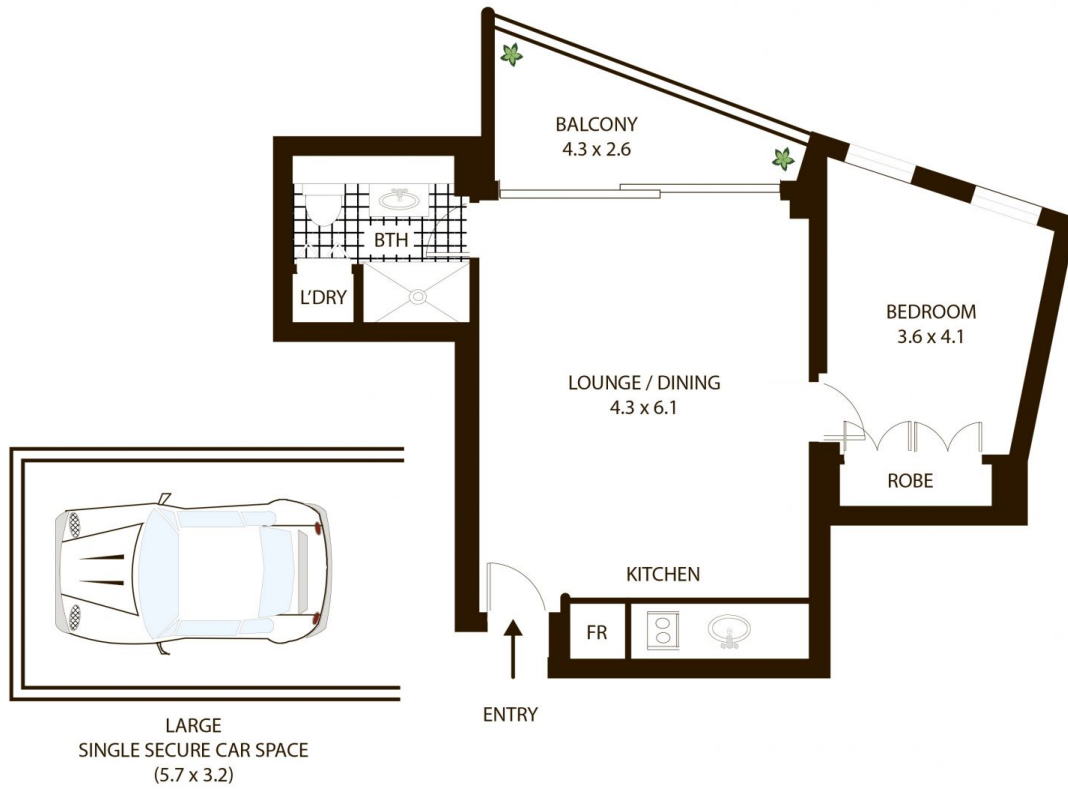 BALCONY
4.3 x 2.6
BTH
L'DRY
BEDROOM
3.6 x 4.1
LOUNGE / DINING
4.3 x 6.1
ROBE
KITCHEN
FR
ENTRY
LARGE
SINGLE SECURE CAR SPACE
(5.7 x 3.2)